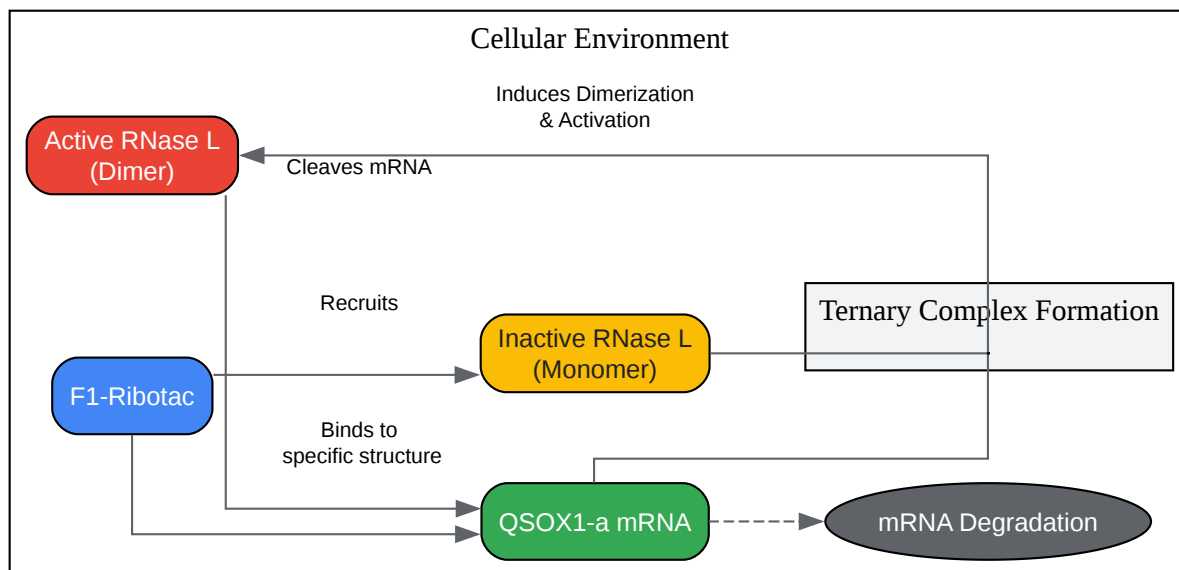 Cellular Environment
Induces Dimerization
& Activation
Active RNase L
(Dimer)
Cleaves mRNA
Recruits
Ternary Complex Formation
Inactive RNase L
(Monomer)
F1-Ribotac
Binds to
specific structure
QSOX1-a mRNA
mRNA Degradation